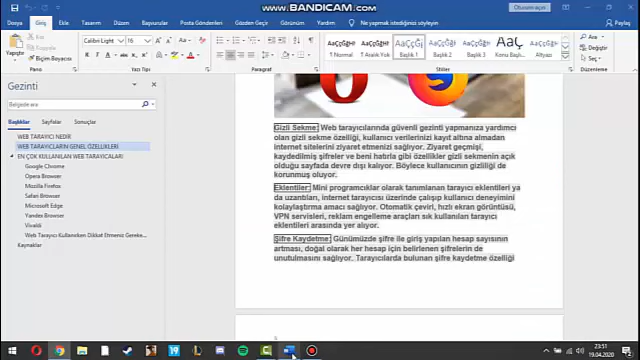 WWW.BANDICAM.COM
Oturum açın
Dosya Giriş Ekle Tasarım Düzen Başvurular Posta Gönderileri Gözden Geçir Görünüm Yardım Ne yapmak istediğinizi söyleyin Paylaş
Yapıştır
Kes
Kopyala
Biçim Boyacısı
Calibri Light 16
Başlık 1
1 Aralık Yok
Başlık 1
Başlık 2
Başlık 3
Konu Başlığı
Altyazı
Bul
Değiştir
Seç
Pano Yazı Tipi Paragraf Stiller Düzenleme
Gezinti
Belgede ara
Başlıklar Sayfalar Sonuçlar
WEB TARAYICI NEDİR
WEB TARAYICILARIN GENEL ÖZELLİKLERİ
EN ÇOK KULLANILAN WEB TARAYICALARI
Google Chrome
Opera Browser
Mozilla Firefox
Safari Browser
Microsoft Edge
Yandex Browser
Vivaldi
Web Tarayıcı Kullanırken Dikkat Etmeniz Gereke...
Kaynaklar
Gizli Sekme: Web tarayıcılarında güvenli gezinti yapmanıza yardımcı
olan gizli sekme özelliği, kullanıcı verilerinizi kayıt altına almadan
internet sitelerini ziyaret etmenizi sağlıyor. Ziyaret geçmişi,
kaydedilmiş şifreler ve beni hatırla gibi özellikler gizli sekmenin açık
olduğu sayfada devre dışı kalıyor. Böylece kullanıcının gizliliği de
korunmuş oluyor.
Eklentiler: Mini programcıklar olarak tanımlanan tarayıcı eklentileri ya
da uzantıları, internet tarayıcısı üzerinde çalışıp kullanıcı deneyimini
kolaylaştırma amacı sağlıyor. Otomatik çeviri, hızlı ekran görüntüsü,
VPN servisleri, reklam engelleme araçları sık kullanılan tarayıcı
eklentileri arasında yer alıyor.
Şifre Kaydetme: Günümüzde şifre ile giriş yapılan hesap sayısının
artması, doğal olarak her hesap için belirlenen şifrelerin de
unutulmasını sağlıyor. Tarayıcılarda bulunan şifre kaydetme özelliği
23:51
19.04.2020